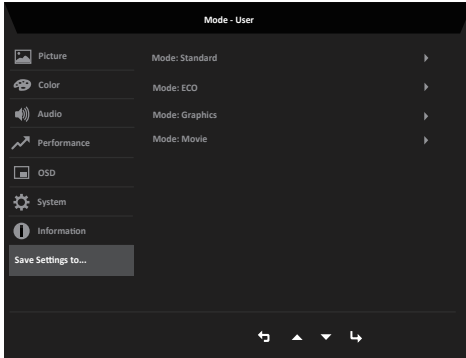 Mode - User
Picture
Color
Audio
Performance
OSD
System
Information
Save Settings to...
Mode: Standard
Mode: ECO
Mode: Graphics
Mode: Movie